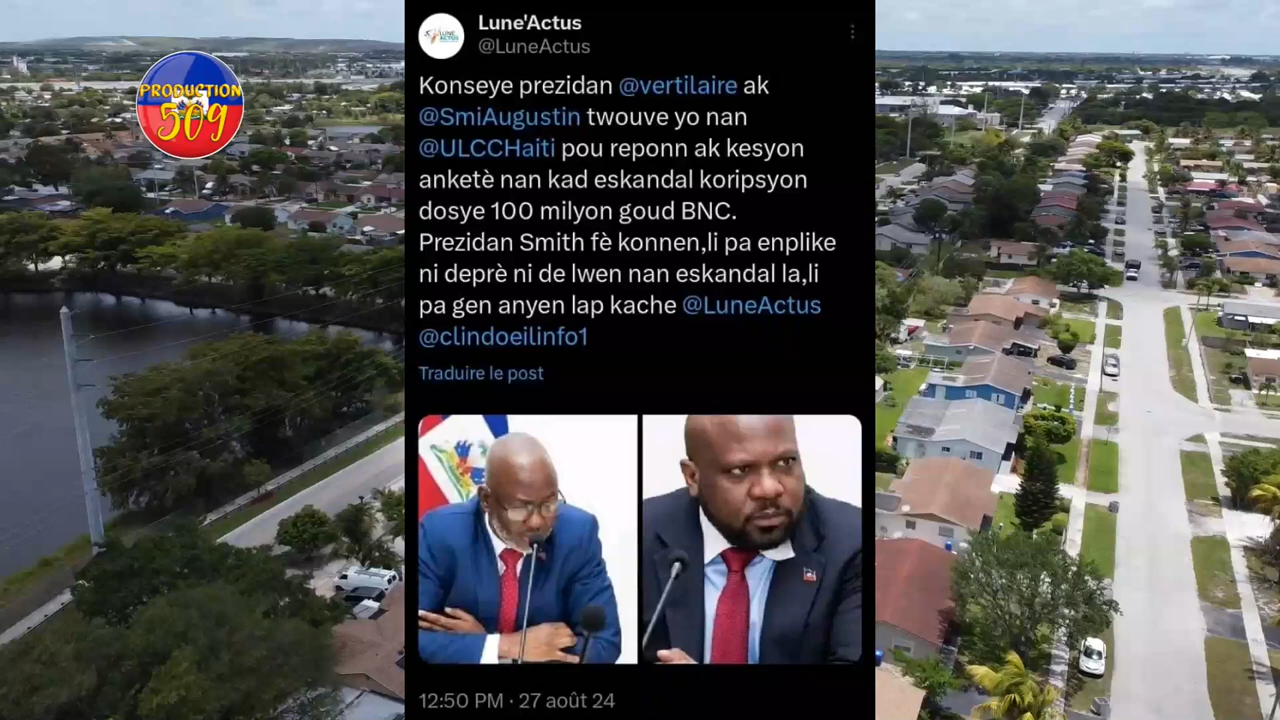 PRODUCTION
509
Lune'Actus
@LuneActus
Konseye prezidan @vertilaire ak
@SmiAugustin twouve yo nan
@ULCCHaiti pou reponn ak kesyon
anketè nan kad eskandal koripsyon
dosye 100 milyon goud BNC.
Prezidan Smith fè konnen,li pa enplike
ni deprè ni de lwen nan eskandal la,li
pa gen anyen lap kache @LuneActus
@clindoeilinfo1
Traduire le post
12:50 PM · 27 août 24